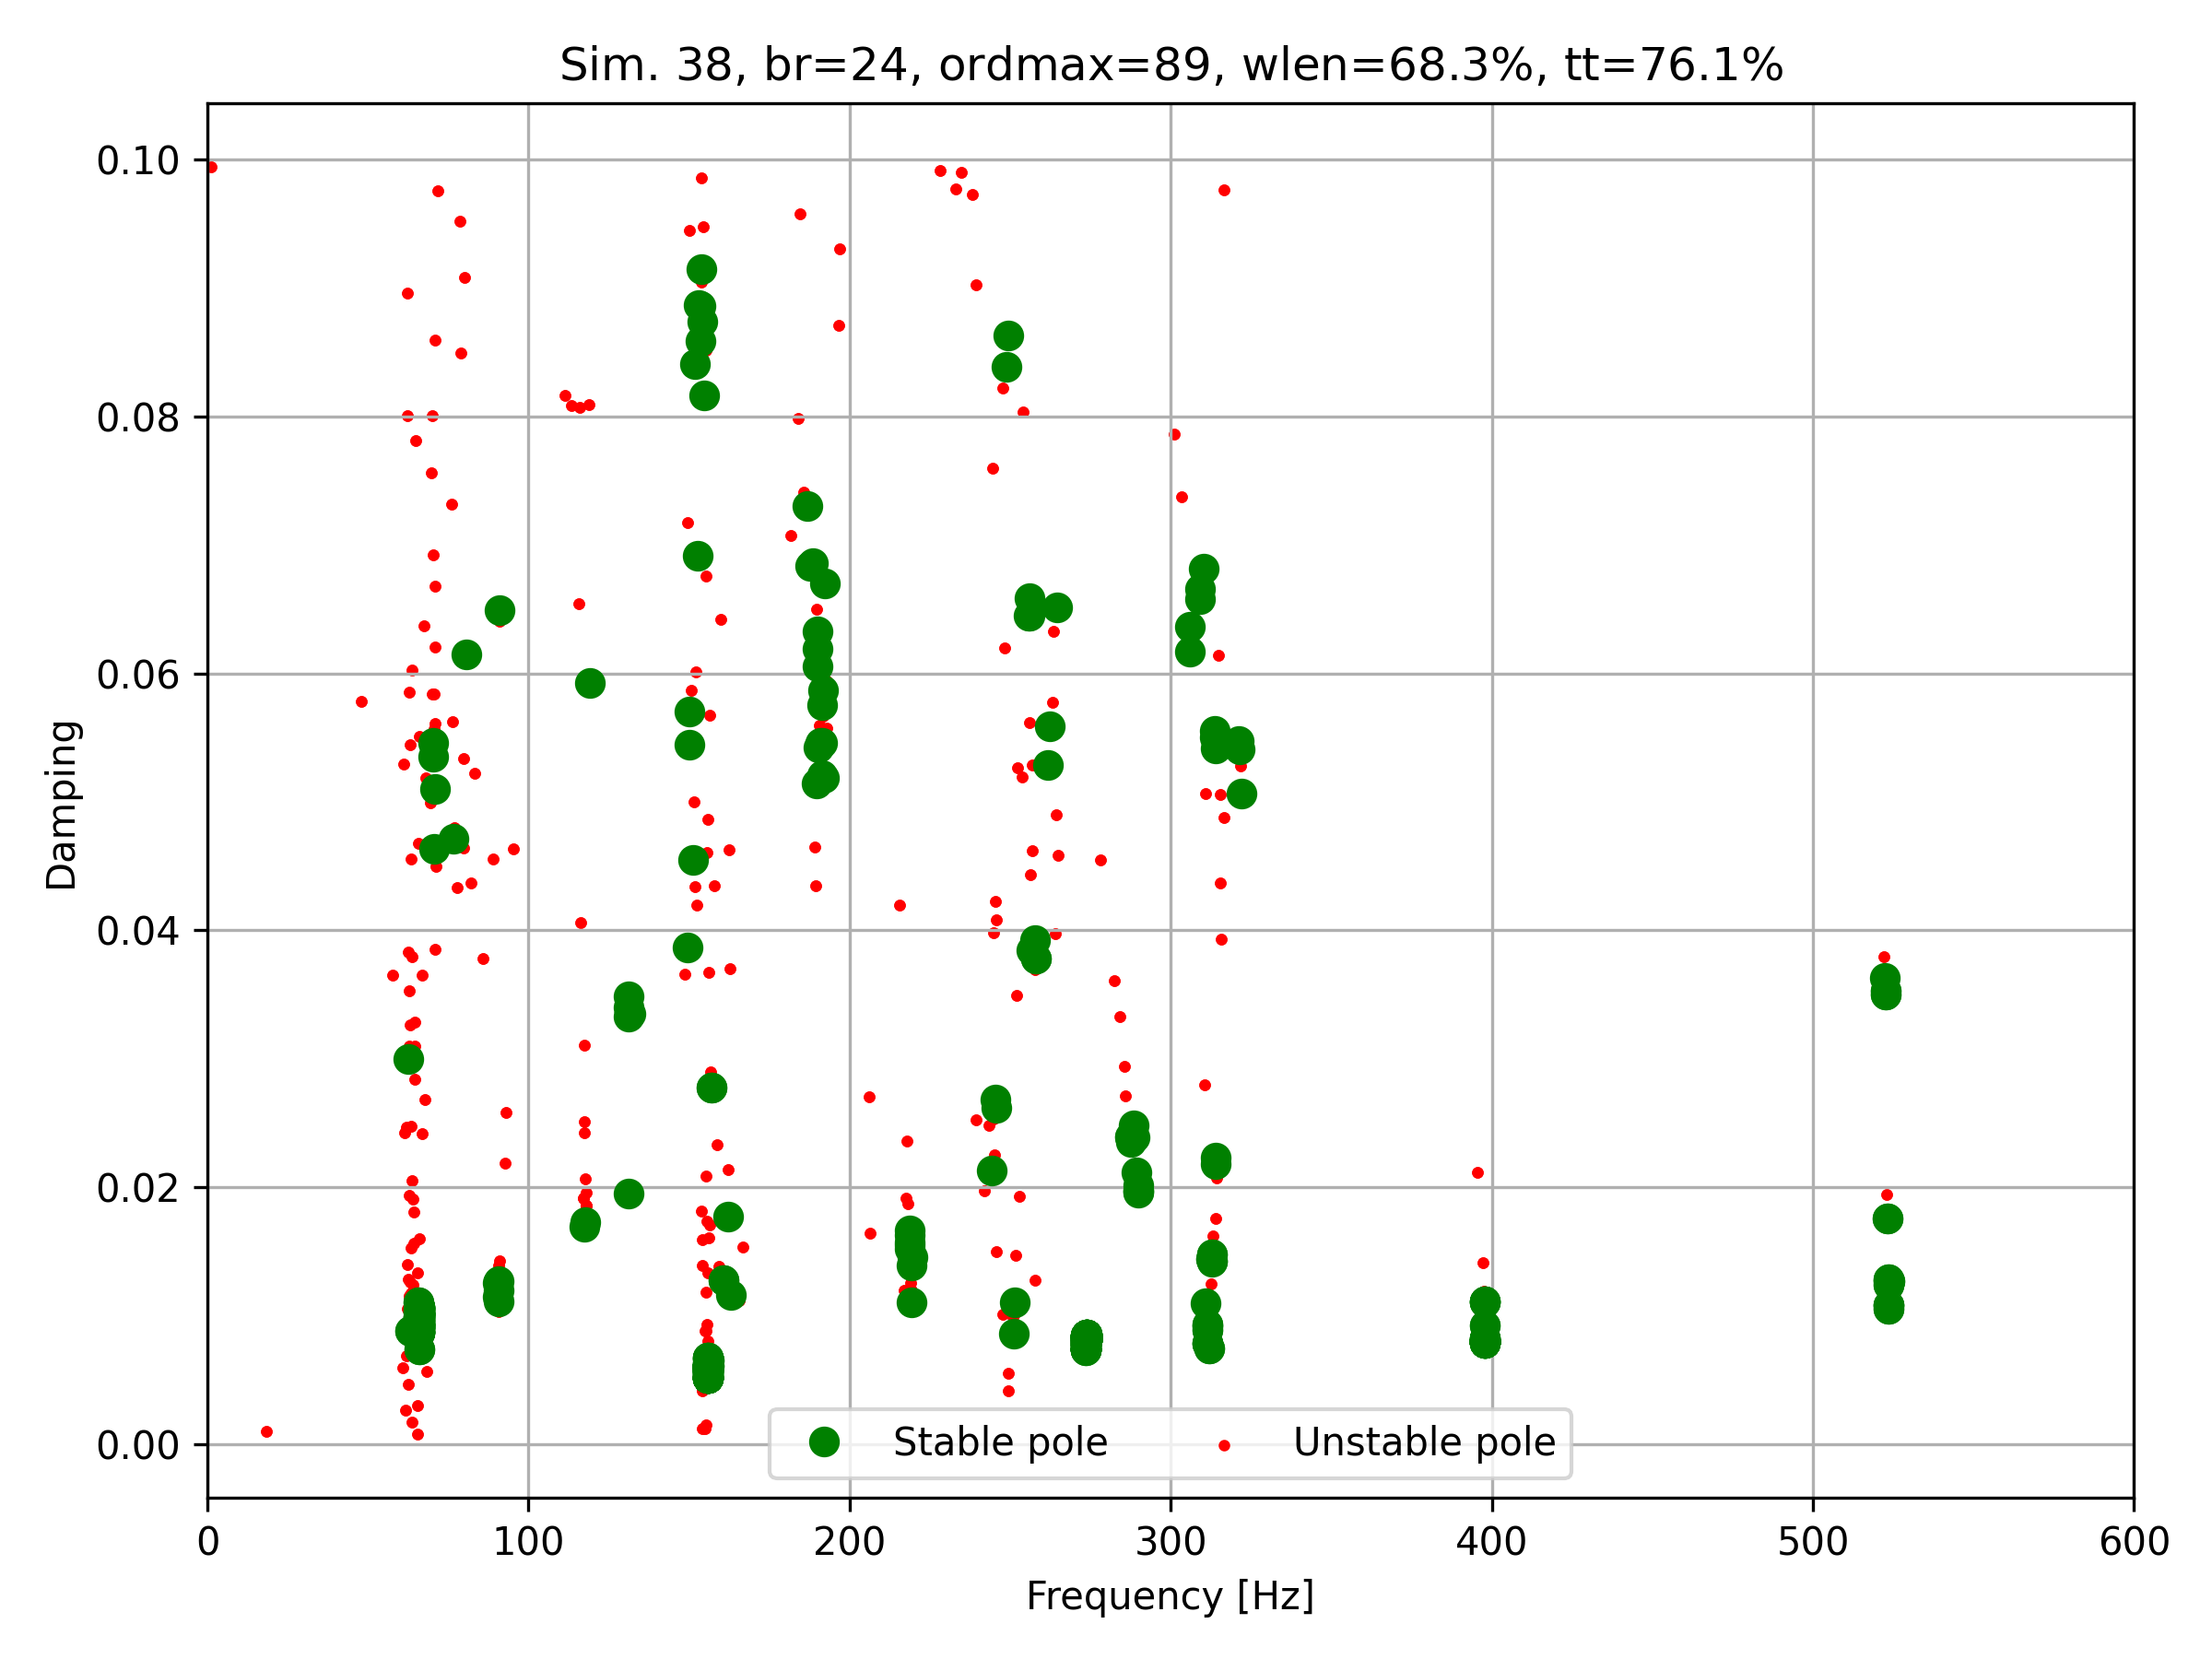 Sim. 38, br=24, ordmax=89, wlen=68.3%, tt=76.1%
0.10
0.08
0.06
0.04
0.02
0.00
Damping
Stable pole
Unstable pole
0
100
200
300
400
500
600
Frequency [Hz]